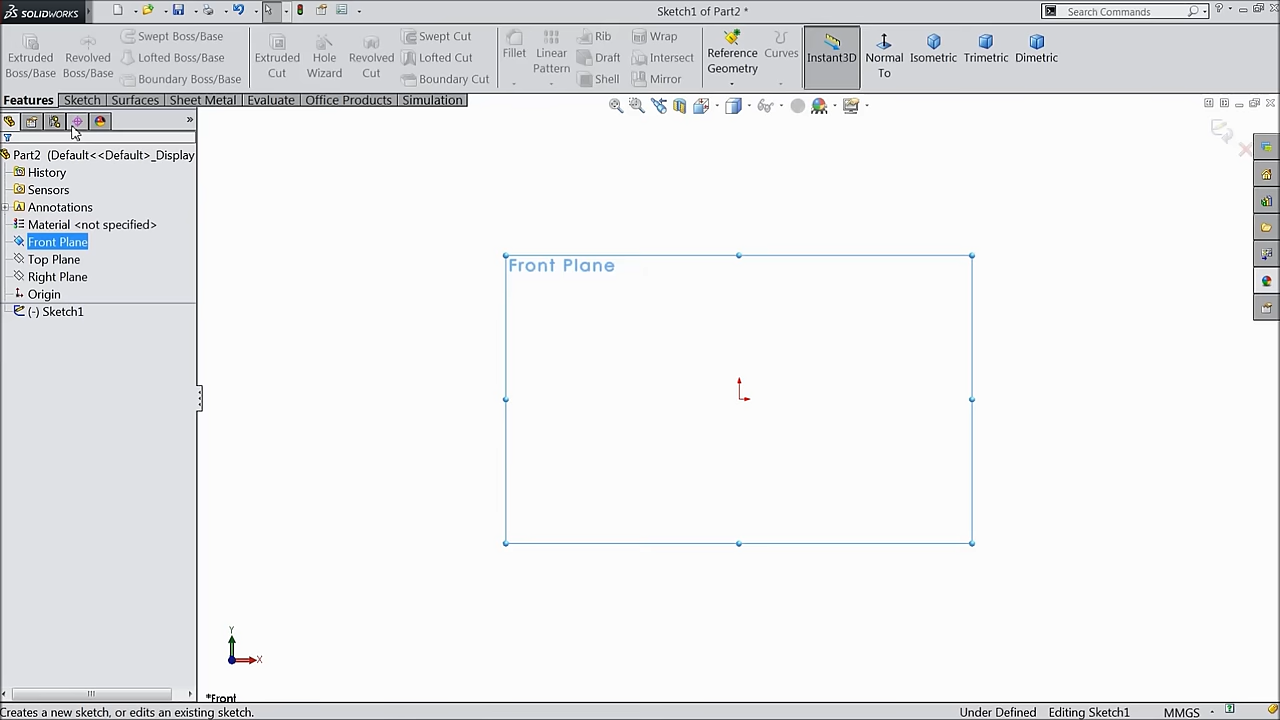 SOLIDWORKS
Sketch1 of Part2 *
Search Commands
Extruded Boss/Base
Revolved Boss/Base
Swept Boss/Base
Lofted Boss/Base
Boundary Boss/Base
Extruded Cut
Hole Wizard
Revolved Cut
Swept Cut
Lofted Cut
Boundary Cut
Fillet
Linear Pattern
Rib
Draft
Shell
Wrap
Intersect
Mirror
Reference Geometry
Curves
Instant3D
Normal To
Isometric
Trimetric
Dimetric
Features
Sketch
Surfaces
Sheet Metal
Evaluate
Office Products
Simulation
Part2 (Default<<Default>_Display
History
Sensors
Annotations
Material <not specified>
Front Plane
Top Plane
Right Plane
Origin
(-) Sketch1
Front Plane
Y
X
*Front
Creates a new sketch, or edits an existing sketch.
Under Defined
Editing Sketch1
MMGS